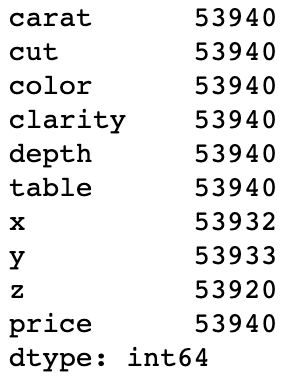 carat 53940
cut 53940
color 53940
clarity 53940
depth 53940
table 53940
x 53932
y 53933
z 53920
price 53940
dtype: int64